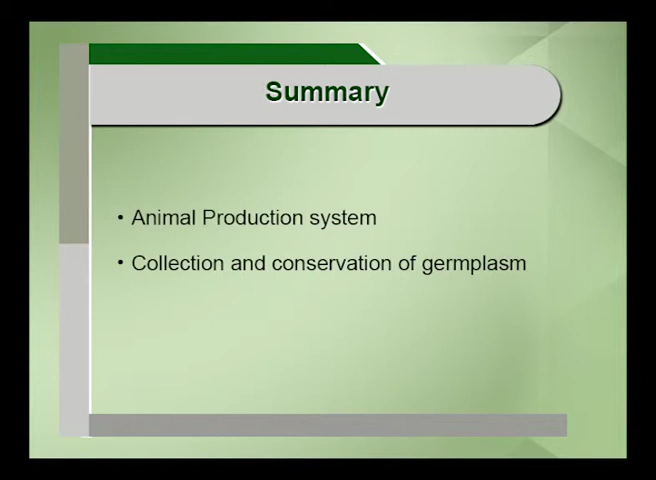 Summary
• Animal Production system
• Collection and conservation of germplasm